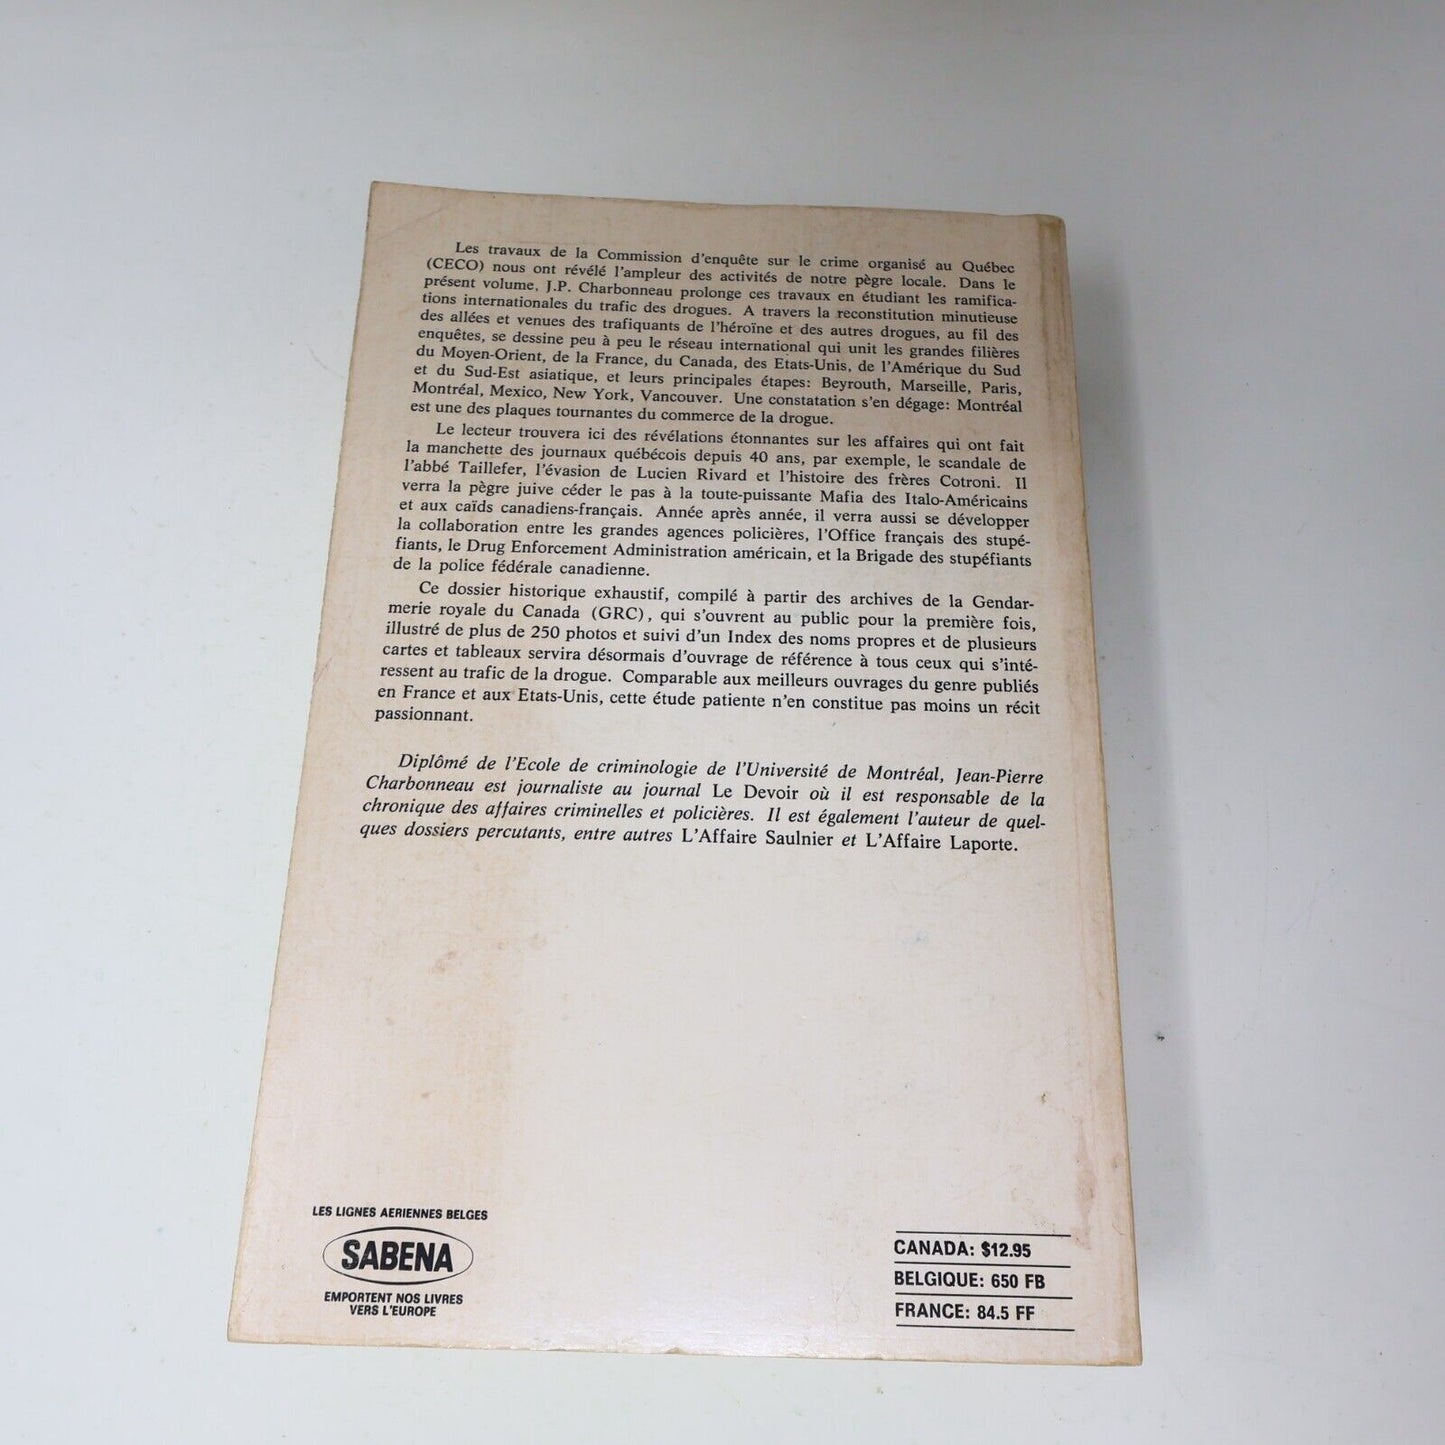 Les travaux de la Commission d'enquête sur le crime organisé au Québec
(CECO) nous ont révélé l'ampleur des activités de notre pègre locale. Dans le
présent volume, J.P. Charbonneau prolonge ces travaux en étudiant les ramifica-
tions internationales du trafic des drogues. A travers la reconstitution minutieuse
des allées et venues des trafiquants de l'héroïne et des autres drogues, au fil des
enquêtes, se dessine peu à peu le réseau international qui unit les grandes filières
du Moyen-Orient, de la France, du Canada, des Etats-Unis, de l'Amérique du Sud
et du Sud-Est asiatique, et leurs principales étapes: Beyrouth, Marseille, Paris,
Montréal, Mexico, New York, Vancouver. Une constatation s'en dégage: Montréal
est une des plaques tournantes du commerce de la drogue.
Le lecteur trouvera ici des révélations étonnantes sur les affaires qui ont fait
la manchette des journaux québécois depuis 40 ans, par exemple, le scandale de
l'abbé Taillefer, l'évasion de Lucien Rivard et l'histoire des frères Cotroni. Il
verra la pègre juive céder le pas à la toute-puissante Mafia des Italo-Américains
et aux caïds canadiens-français. Année après année, il verra aussi se développer
la collaboration entre les grandes agences policières, l'Office français des stupé-
fiants, le Drug Enforcement Administration américain, et la Brigade des stupéfiants
de la police fédérale canadienne.
Ce dossier historique exhaustif, compilé à partir des archives de la Gendar-
merie royale du Canada (GRC), qui s'ouvrent au public pour la première fois,
illustré de plus de 250 photos et suivi d'un Index des noms propres et de plusieurs
cartes et tableaux servira désormais d'ouvrage de référence à tous ceux qui s'inté-
ressent au trafic de la drogue. Comparable aux meilleurs ouvrages du genre publiés
en France et aux Etats-Unis, cette étude patiente n'en constitue pas moins un récit
passionnant.
Diplômé de l'Ecole de criminologie de l'Université de Montréal, Jean-Pierre
Charbonneau est journaliste au journal Le Devoir où il est responsable de la
chronique des affaires criminelles et policières. Il est également l'auteur de quel-
ques dossiers percutants, entre autres L'Affaire Saulnier et L'Affaire Laporte.
LES LIGNES AERIENNES BELGES
SABENA
EMPORTENT NOS LIVRES
VERS L'EUROPE
CANADA: $12.95
BELGIQUE: 650 FB
FRANCE: 84.5 FF